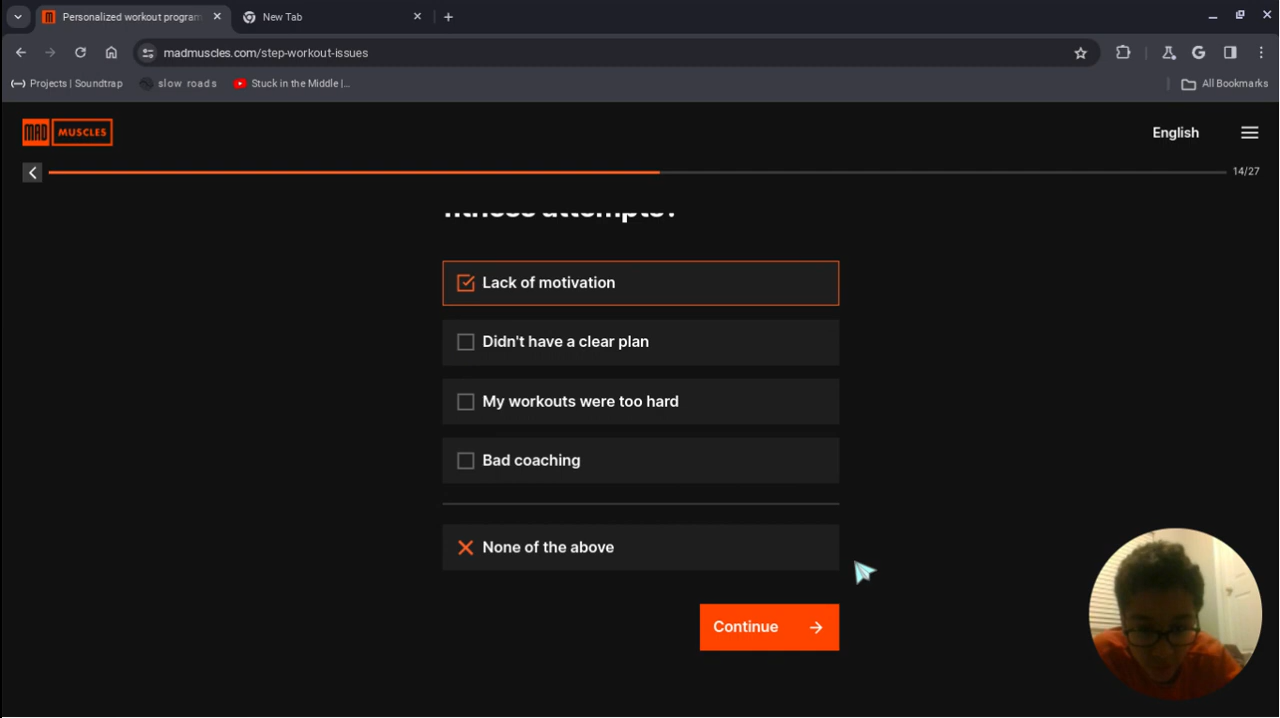 Personalized workout program
New Tab
madmuscles.com/step-workout-issues
Projects | Soundtrap
slow roads
Stuck in the Middle |...
All Bookmarks
MAD MUSCLES
English
14/27
fitness attempts?
Lack of motivation
Didn't have a clear plan
My workouts were too hard
Bad coaching
None of the above
Continue